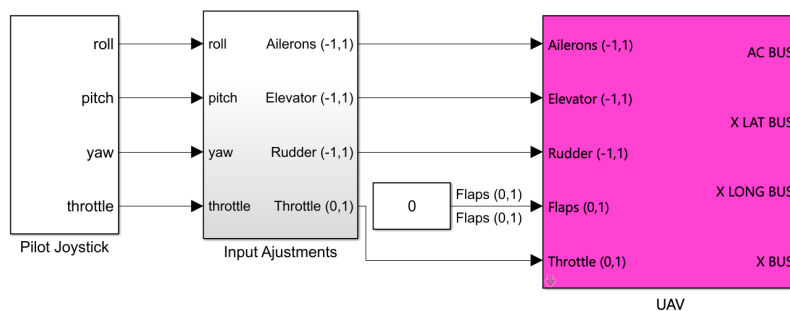 roll
pitch
yaw
throttle
Pilot Joystick
roll
pitch
yaw
throttle
Ailerons (-1,1)
Elevator (-1,1)
Rudder (-1,1)
Throttle (0,1)
Input Ajustments
0
Flaps (0,1)
Flaps (0,1)
Ailerons (-1,1)
Elevator (-1,1)
Rudder (-1,1)
Flaps (0,1)
Throttle (0,1)
AC BUS
X LAT BUS
X LONG BUS
X BUS
UAV